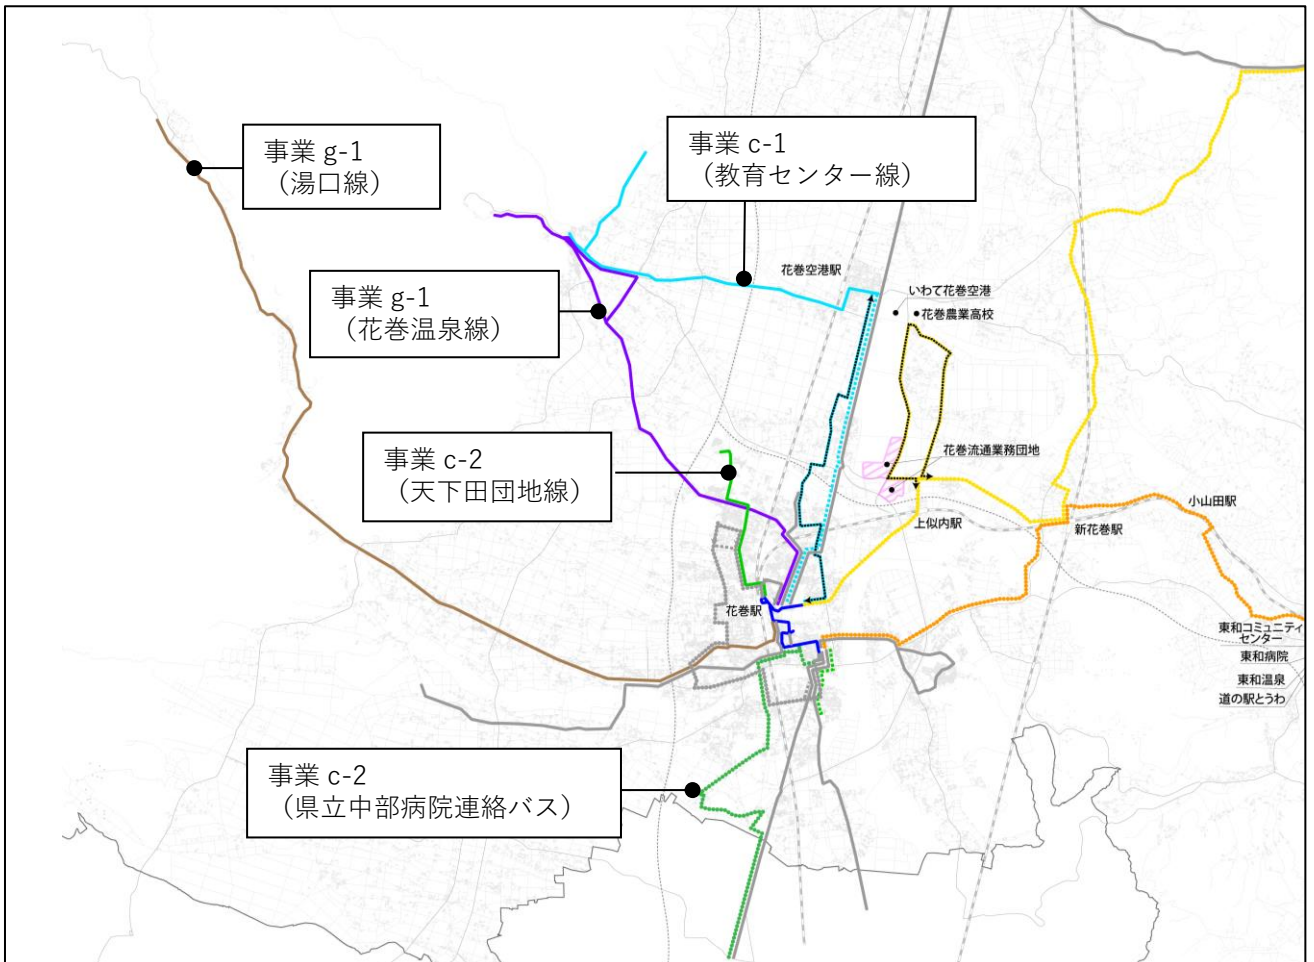 事業 g-1
（湯口線）
事業 c-1
（教育センター線）
事業 g-1
（花巻温泉線）
花巻空港駅
いわて花巻空港
花巻農業高校
事業 c-2
（天下田団地線）
花巻流通業務団地
小山田駅
上似内駅
新花巻駅
花巻駅
東和コミュニティ
センター
東和病院
東和温泉
道の駅とうわ
事業 c-2
（県立中部病院連絡バス）